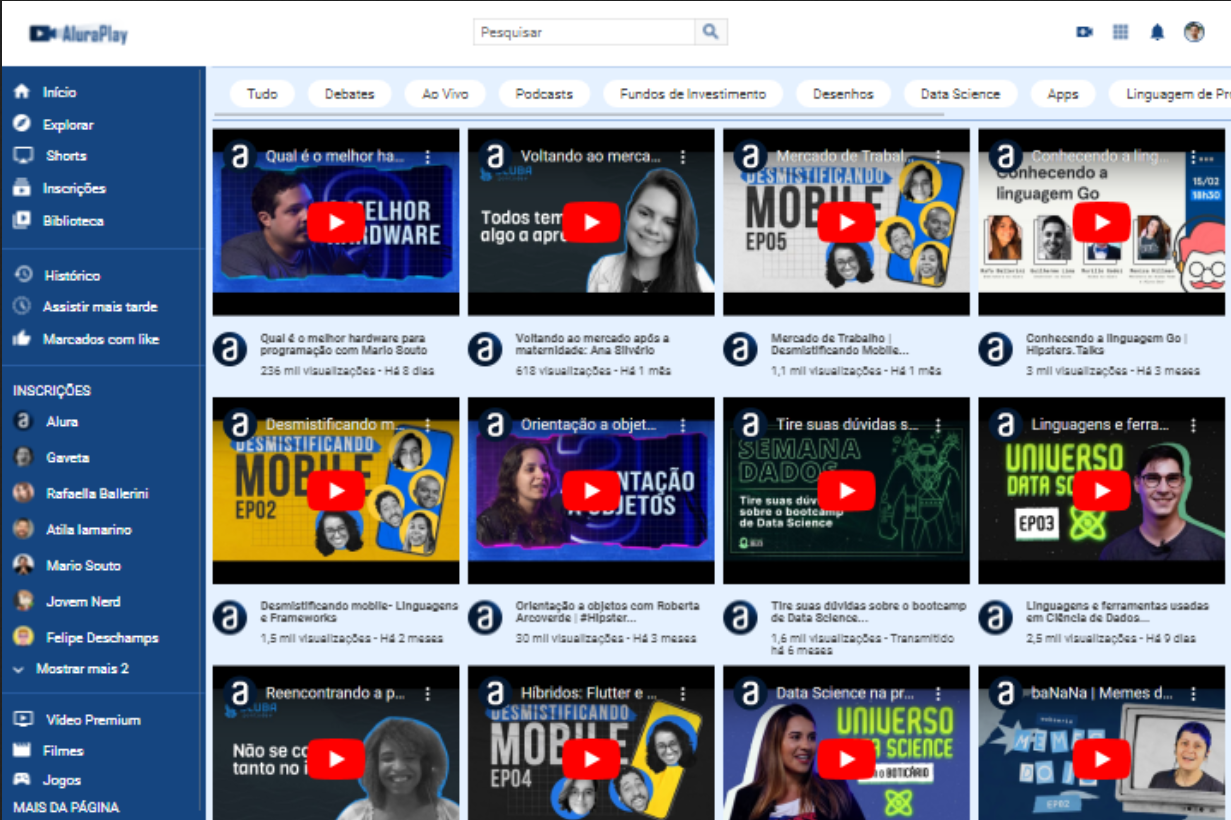 AluraPlay
Pesquisar
Início
Explorar
Shorts
Inscrições
Biblioteca
Histórico
Assistir mais tarde
Marcados com like
INSCRIÇÕES
Alura
Gaveta
Rafaella Ballerini
Atila Iamarino
Mario Souto
Jovem Nerd
Felipe Deschamps
Mostrar mais 2
Vídeo Premium
Filmes
Jogos
MAIS DA PÁGINA
Tudo
Debates
Ao Vivo
Podcasts
Fundos de Investimento
Desenhos
Data Science
Apps
Linguagem de Pr
a Qual é o melhor ha...
MELHOR
HARDWARE
Qual é o melhor hardware para
programação com Mario Souto
236 mil visualizações - Há 8 dias
a Voltando ao merca...
Todos tem
algo a apre
Voltando ao mercado após a
maternidade: Ana Silvério
618 visualizações - Há 1 mês
a Mercado de Trabal...
DESMISTIFICANDO
MOBILE
EP05
Mercado de Trabalho |
Desmistificando Mobile...
1,1 mil visualizações - Há 1 mês
a Conhecendo a ling...
Conhecendo a
linguagem Go
15/02
18h30
Conhecendo a linguagem Go |
Hipsters.Talks
3 mil visualizações - Há 3 meses
a Desmistificando m...
DESMISTIFICANDO
MOBILE
EP02
Desmistificando mobile- Linguagens
e Frameworks
1,5 mil visualizações - Há 2 meses
a Orientação a objet...
NTAÇÃO
A OBJETOS
Orientação a objetos com Roberta
Arcoverde | #Hipster...
30 mil visualizações - Há 3 meses
a Tire suas dúvidas s...
SEMANA
DADOS
Tire suas dúvi
sobre o bootcamp
de Data Science
Tire suas dúvidas sobre o bootcamp
de Data Science...
1,6 mil visualizações - Transmitido
há 6 meses
a Linguagens e ferra...
UNIVERSO
DATA SC
EP03
Linguagens e ferramentas usadas
em Ciência de Dados...
2,5 mil visualizações - Há 9 dias
a Reencontrando a p...
Não se co
tanto no i
a Híbridos: Flutter e ...
DESMISTIFICANDO
MOBILE
EP04
a Data Science na pr...
UNIVERSO
A SCIENCE
O BOTICÁRIO
a baNaNa | Memes d...
MEMES
DO
EP02